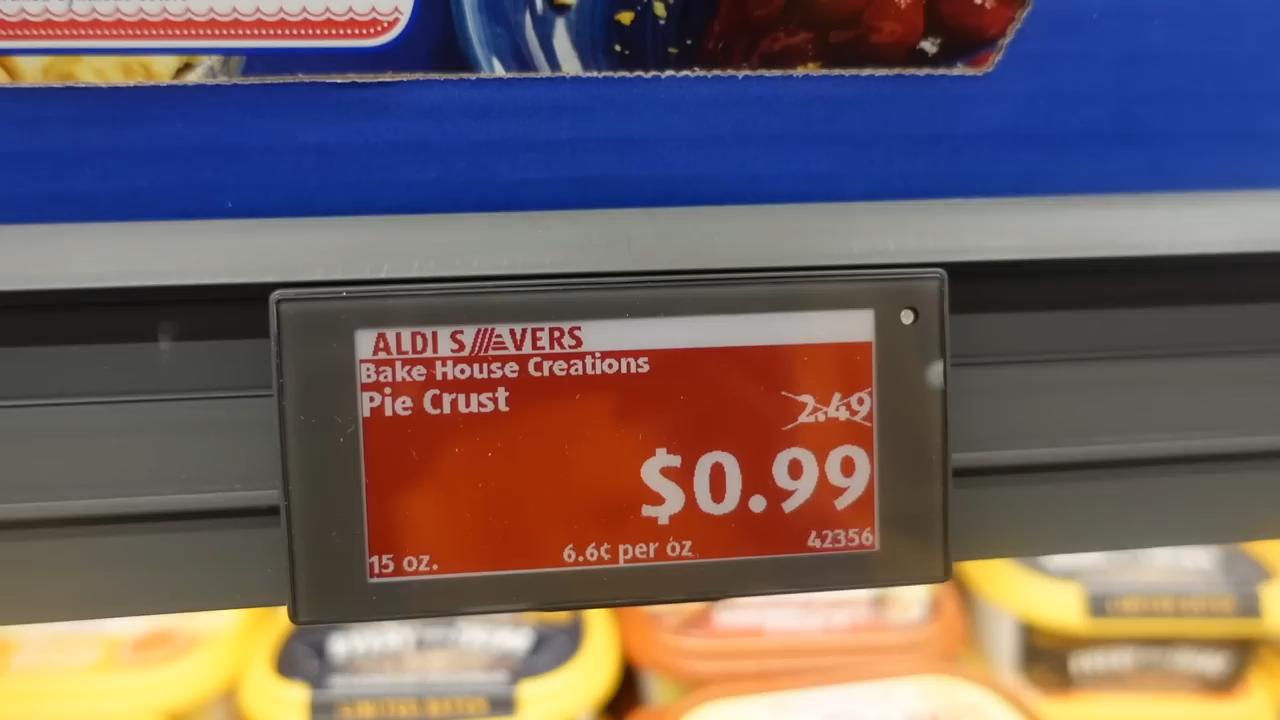 ALDI SAVERS
Bake House Creations
Pie Crust
2.49
$0.99
15 oz.
6.6¢ per oz
42356